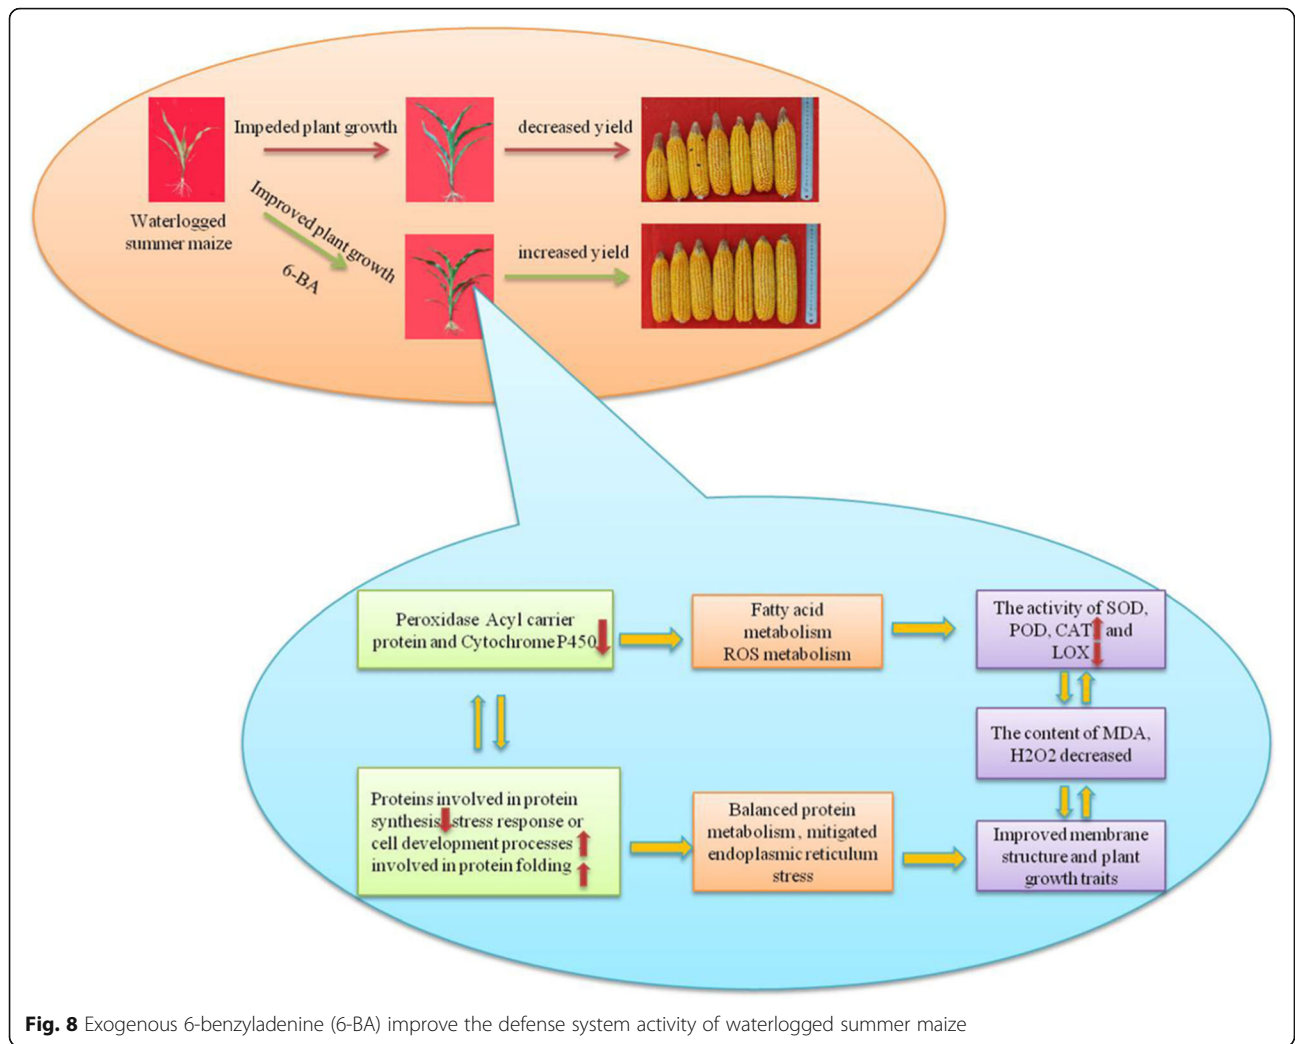 Impeded plant growth
decreased yield
Waterlogged
summer maize
Improved plant growth
6-BA
increased yield
Peroxidase Acyl carrier
protein and Cytochrome P450
Fatty acid
metabolism
ROS metabolism
The activity of SOD,
POD, CAT and
LOX
The content of MDA,
H2O2 decreased
Proteins involved in protein
synthesis stress response or
cell development processes
involved in protein folding
Balanced protein
metabolism , mitigated
endoplasmic reticulum
stress
Improved membrane
structure and plant
growth traits
Fig. 8 Exogenous 6-benzyladenine (6-BA) improve the defense system activity of waterlogged summer maize